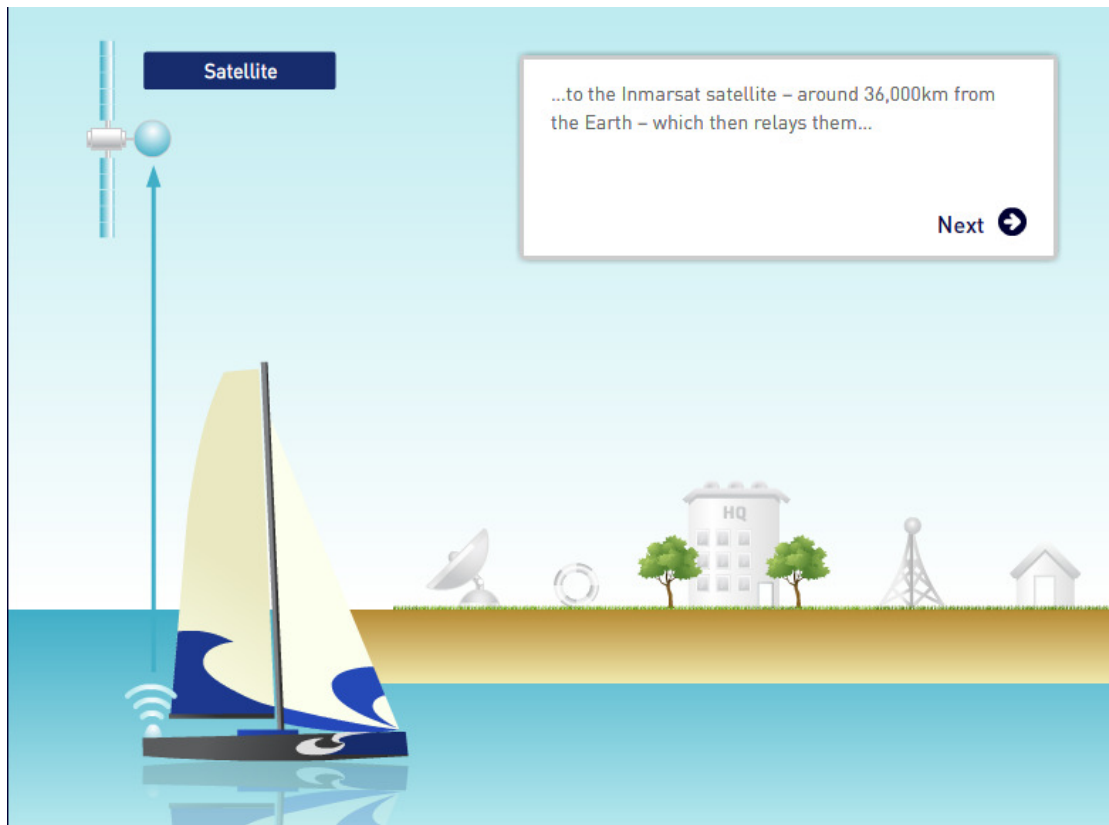 Satellite
...to the Inmarsat satellite – around 36,000km from
the Earth – which then relays them...
Next
HQ